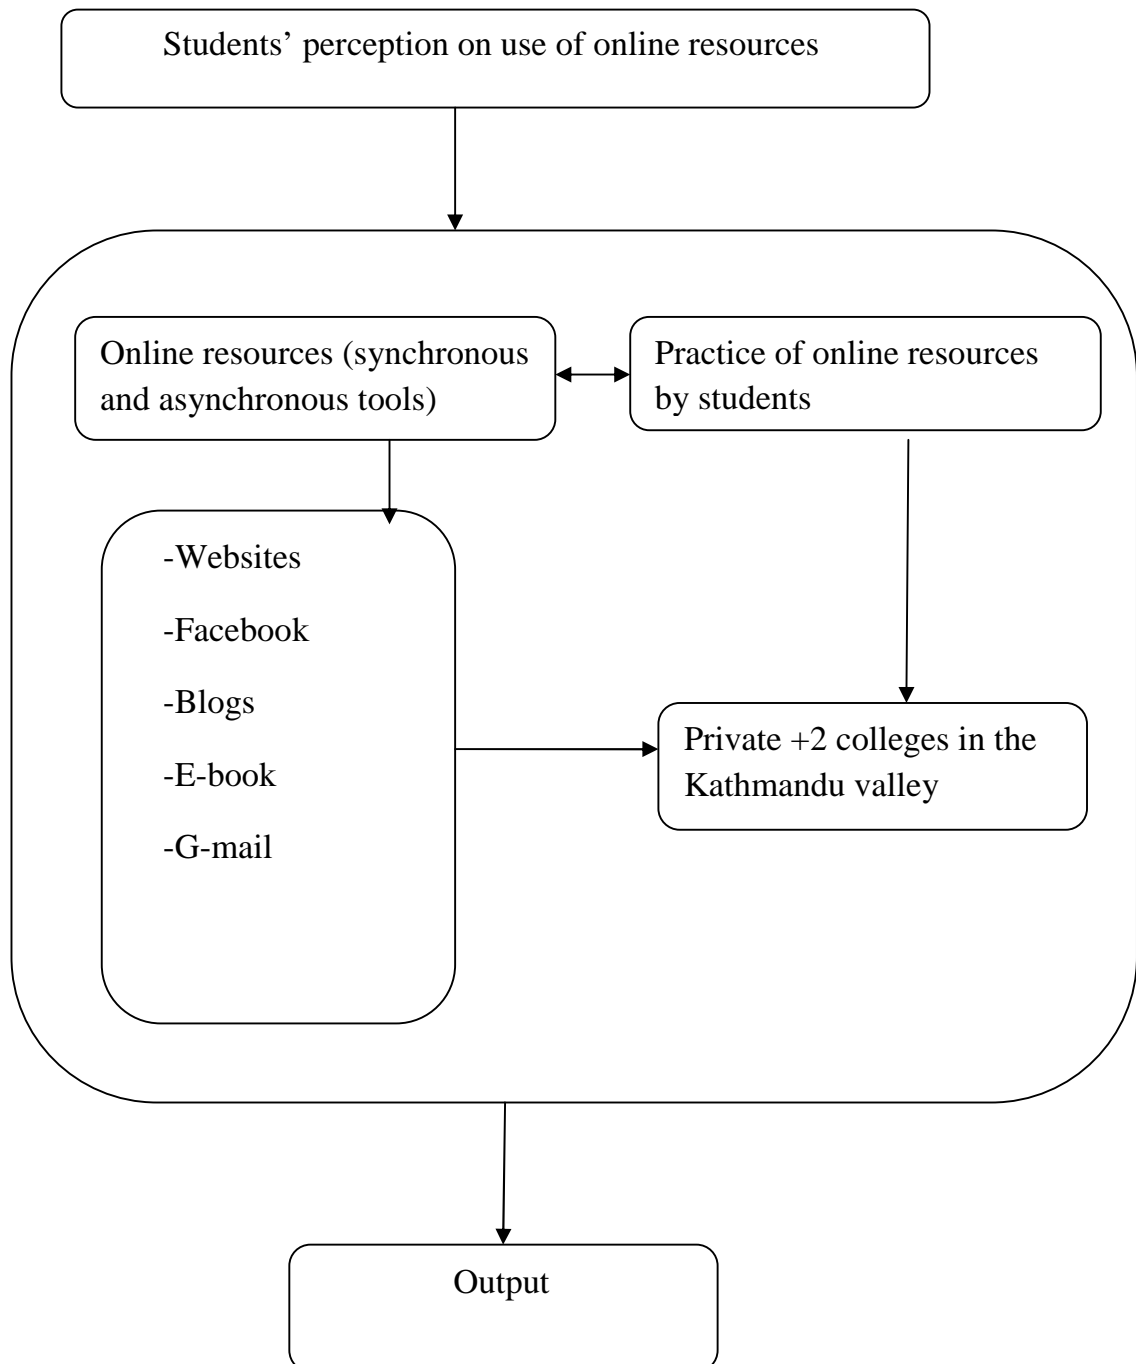 Students’ perception on use of online resources
Online resources (synchronous
and asynchronous tools)
Practice of online resources
by students
-Websites
-Facebook
-Blogs
-E-book
-G-mail
Private +2 colleges in the
Kathmandu valley
Output